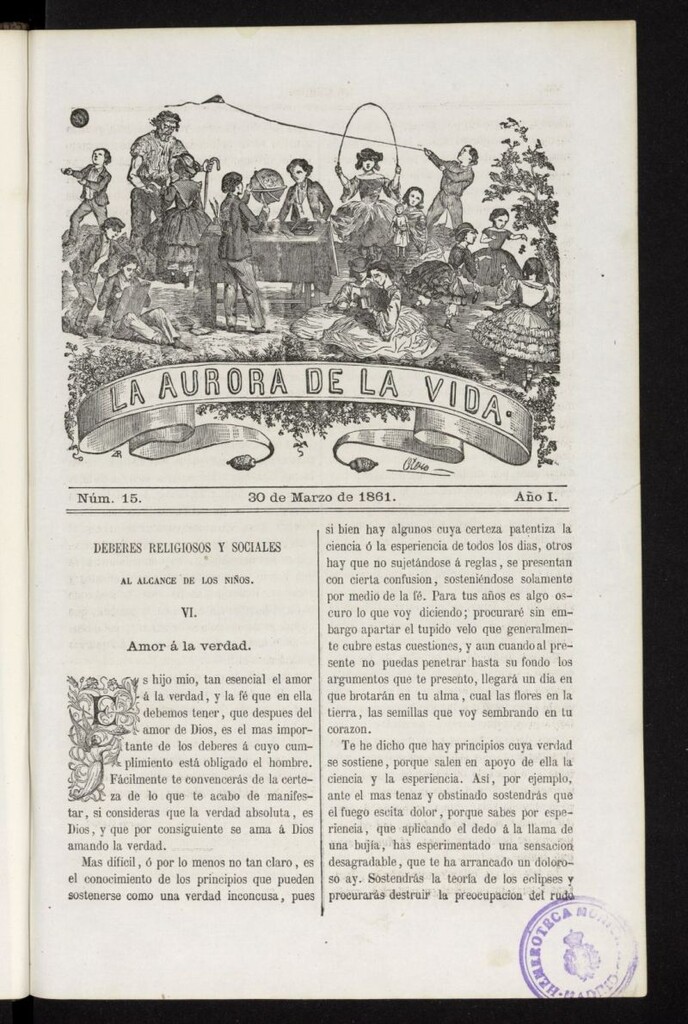 LA AURORA DE LA VIDA.
Núm. 15.
30 de Marzo de 1861.
Año I.
DEBERES RELIGIOSOS Y SOCIALES
AL ALCANCE DE LOS NIÑOS.
VI.
Amor á la verdad.
Es hijo mio, tan esencial el amor
á la verdad, y la fé que en ella
debemos tener, que despues del
amor de Dios, es el mas impor-
tante de los deberes á cuyo cum-
plimiento está obligado el hombre.
Fácilmente te convencerás de la certe-
za de lo que te acabo de manifes-
tar, si consideras que la verdad absoluta, es
Dios, y que por consiguiente se ama á Dios
amando la verdad.
Mas dificil, ó por lo menos no tan claro, es
el conocimiento de los principios que pueden
sostenerse como una verdad inconcusa, pues
si bien hay algunos cuya certeza patentiza la
ciencia ó la esperiencia de todos los dias, otros
hay que no sujetándose á reglas, se presentan
con cierta confusion, sosteniéndose solamente
por medio de la fé. Para tus años es algo os-
curo lo que voy diciendo; procuraré sin em-
bargo apartar el tupido velo que generalmen-
te cubre estas cuestiones, y aun cuando al pre-
sente no puedas penetrar hasta su fondo los
argumentos que te presento, llegará un dia en
que brotarán en tu alma, cual las flores en la
tierra, las semillas que voy sembrando en tu
corazon.
Te he dicho que hay principios cuya verdad
se sostiene, porque salen en apoyo de ella la
ciencia y la esperiencia. Asi, por ejemplo,
ante el mas tenaz y obstinado sostendrás que
el fuego escita dolor, porque sabes por espe-
riencia, que aplicando el dedo á la llama de
una bujia, has esperimentado una sensacion
desagradable, que te ha arrancado un doloro-
so ay. Sostendrás la teoría de los eclipses y
procurarás destruir la preocupacion del rudo
HEMEROTECA
MADRID